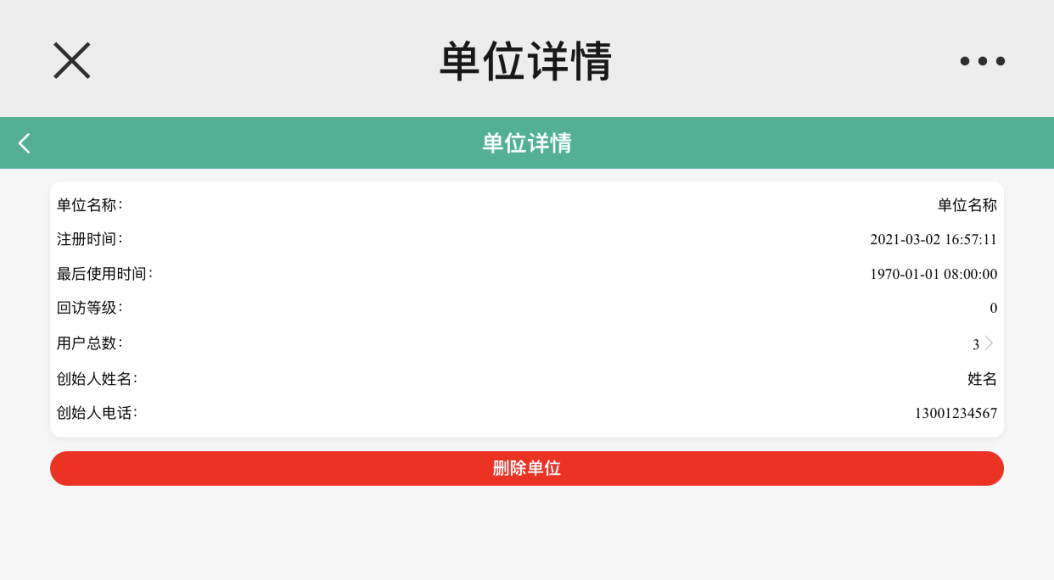 单位详情
单位详情
单位名称： 单位名称
注册时间： 2021-03-02 16:57:11
最后使用时间： 1970-01-01 08:00:00
回访等级： 0
用户总数： 3
创始人姓名： 姓名
创始人电话： 13001234567
删除单位